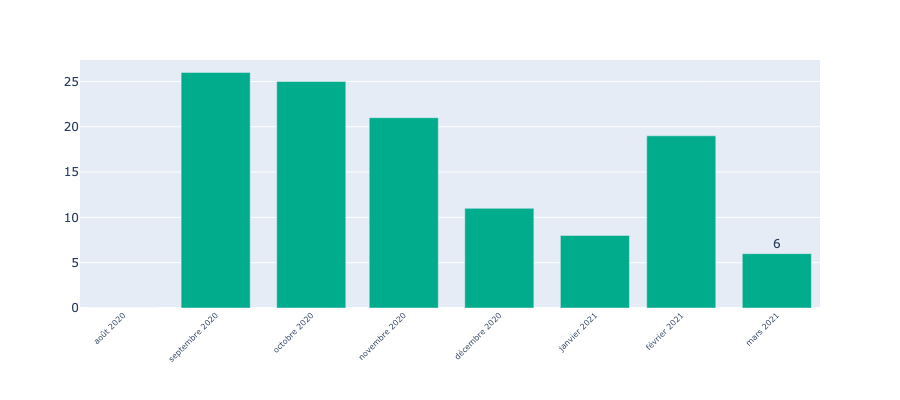 25
20
15
10
5
0
6
août 2020
septembre 2020
octobre 2020
novembre 2020
décembre 2020
janvier 2021
février 2021
mars 2021